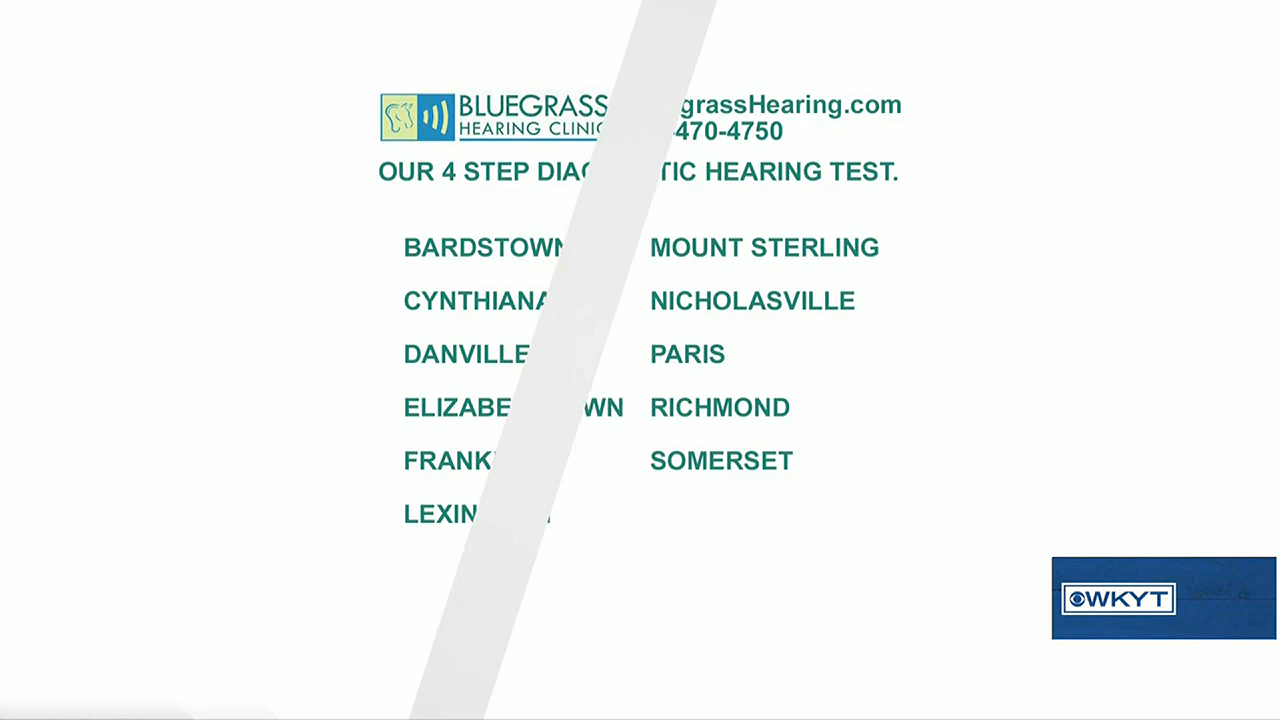 BLUEGRASS
HEARING CLINIC
grassHearing.com
-470-4750
OUR 4 STEP DIAG TIC HEARING TEST.
BARDSTOWN
CYNTHIANA
DANVILLE
ELIZABE WN
FRANK
LEXIN
MOUNT STERLING
NICHOLASVILLE
PARIS
RICHMOND
SOMERSET
WKYT